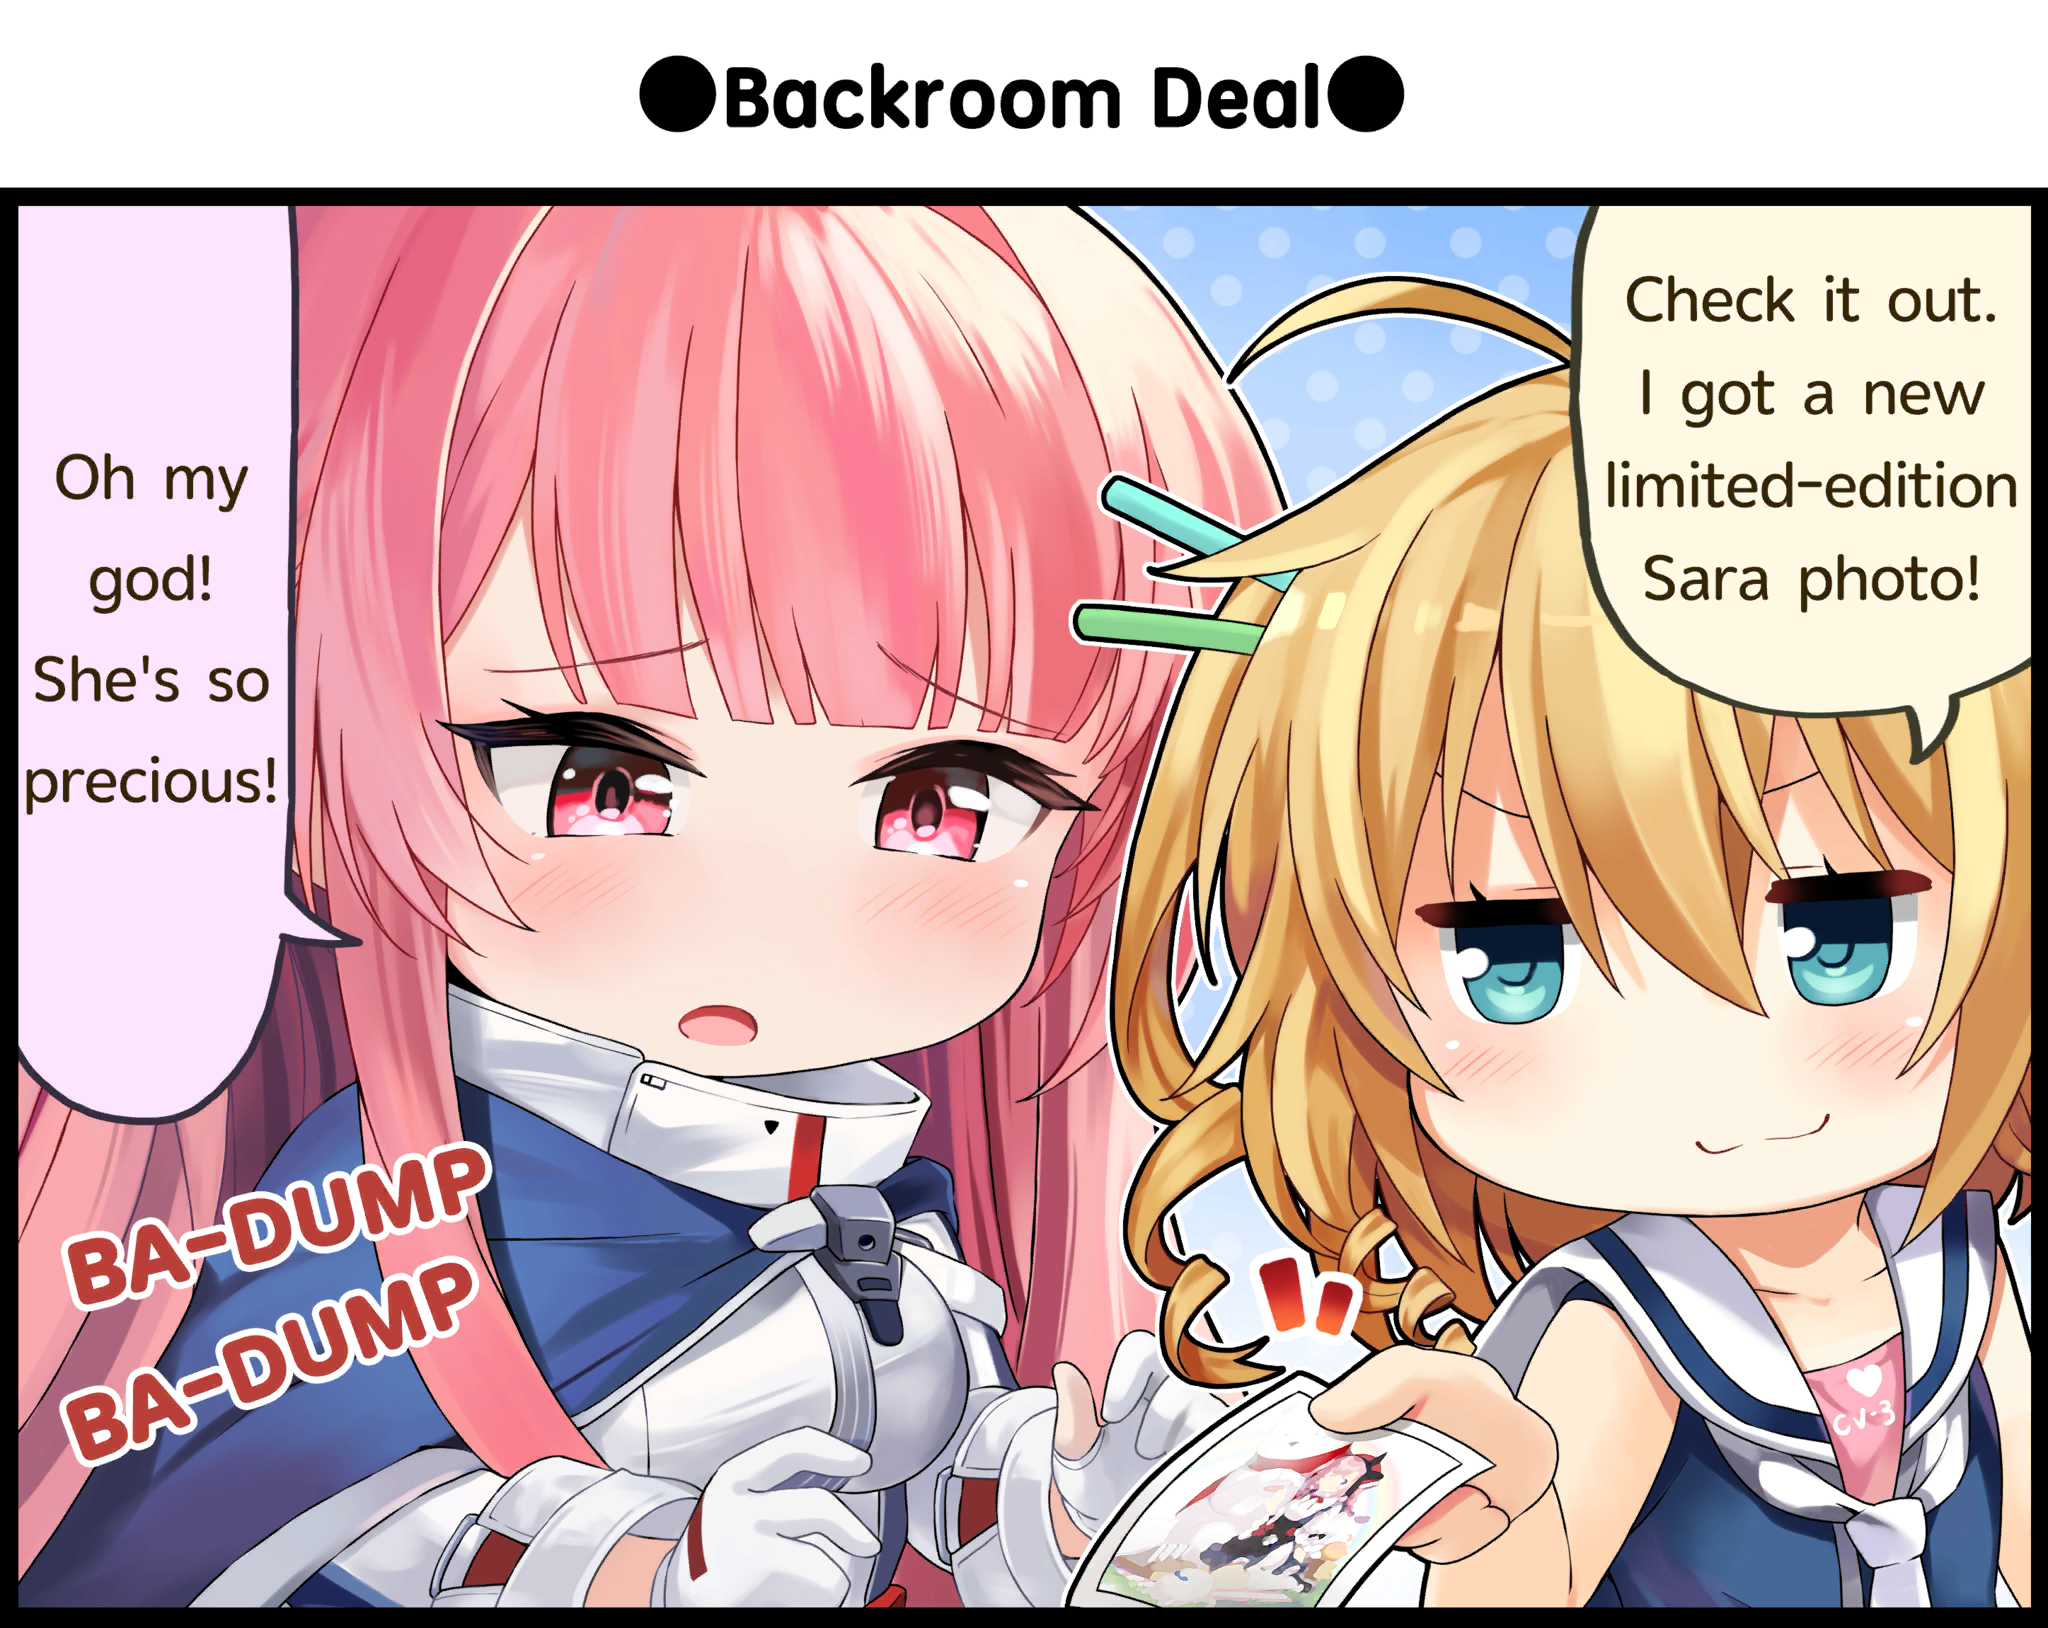 ●Backroom Deal●
Check it out.
I got a new
limited-edition
Sara photo!
Oh my
god!
She's so
precious!
BA-DUMP
BA-DUMP
CV-3